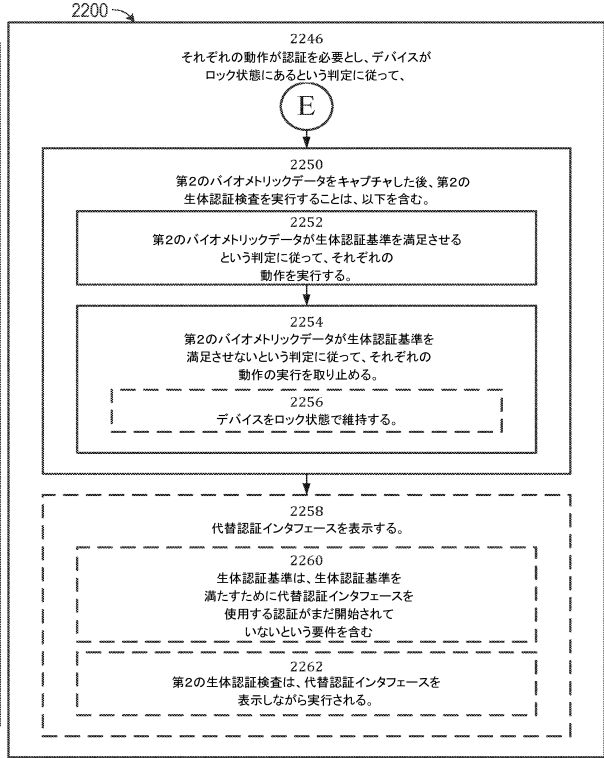 2200
2246
それぞれの動作が認証を必要とし、デバイスが
ロック状態にあるという判定に従って、
E
2250
第2のバイオメトリックデータをキャプチャした後、第2の
生体認証検査を実行することは、以下を含む。
2252
第2のバイオメトリックデータが生体認証基準を満足させる
という判定に従って、それぞれの
動作を実行する。
2254
第2のバイオメトリックデータが生体認証基準を
満足させないという判定に従って、それぞれの
動作の実行を取り止める。
2256
デバイスをロック状態で維持する。
2258
代替認証インタフェースを表示する。
2260
生体認証基準は、生体認証基準を
満たすために代替認証インタフェースを
使用する認証がまだ開始されて
いないという要件を含む
2262
第2の生体認証検査は、代替認証インタフェースを
表示しながら実行される。